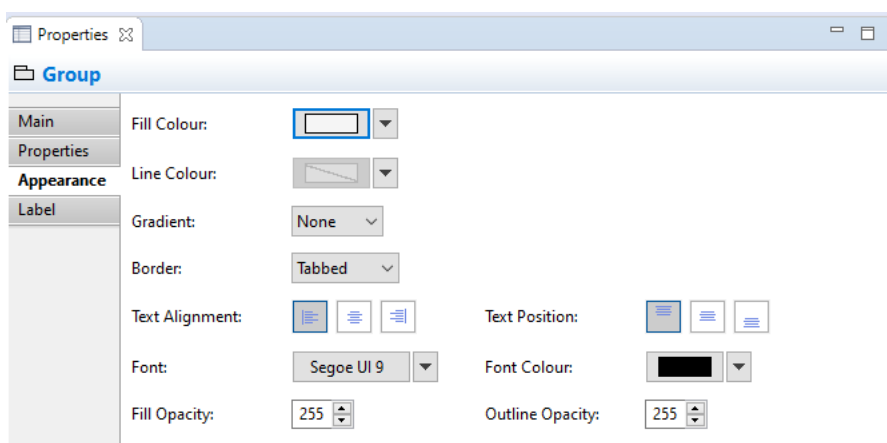 Properties
Group
Main
Properties
Appearance
Label
Fill Colour:
Line Colour:
Gradient: None
Border: Tabbed
Text Alignment: Text Position:
Font: Segoe UI 9 Font Colour:
Fill Opacity: 255 Outline Opacity: 255